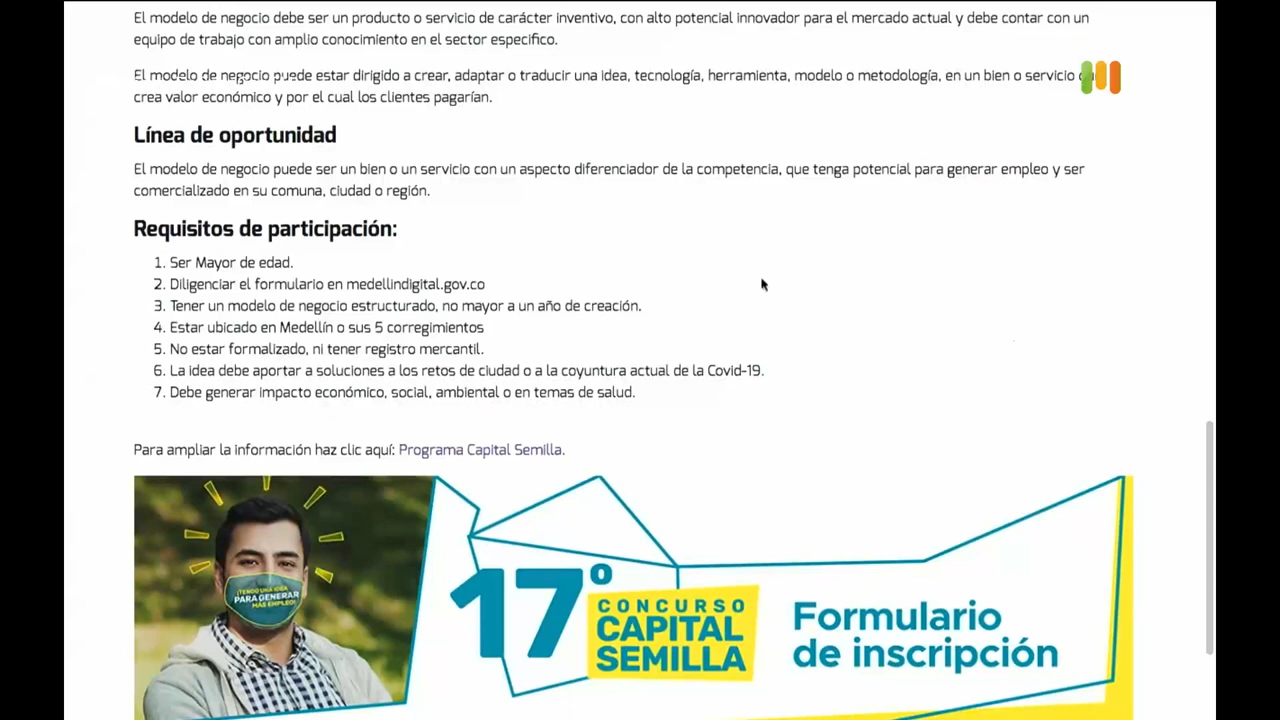 El modelo de negocio debe ser un producto o servicio de carácter inventivo, con alto potencial innovador para el mercado actual y debe contar con un
equipo de trabajo con amplio conocimiento en el sector especifico.
El modelo de negocio puede estar dirigido a crear, adaptar o traducir una idea, tecnología, herramienta, modelo o metodología, en un bien o servicio
crea valor económico y por el cual los clientes pagarían.
Línea de oportunidad
El modelo de negocio puede ser un bien o un servicio con un aspecto diferenciador de la competencia, que tenga potencial para generar empleo y ser
comercializado en su comuna, ciudad o región.
Requisitos de participación:
1. Ser Mayor de edad.
2. Diligenciar el formulario en medellindigital.gov.co
3. Tener un modelo de negocio estructurado, no mayor a un año de creación.
4. Estar ubicado en Medellín o sus 5 corregimientos
5. No estar formalizado, ni tener registro mercantil.
6. La idea debe aportar a soluciones a los retos de ciudad o a la coyuntura actual de la Covid-19.
7. Debe generar impacto económico, social, ambiental o en temas de salud.
Para ampliar la información haz clic aquí: Programa Capital Semilla.
¡TENGO UNA IDEA
PARA GENERAR
MÁS EMPLEO!
17º
CONCURSO
CAPITAL
SEMILLA
Formulario
de inscripción